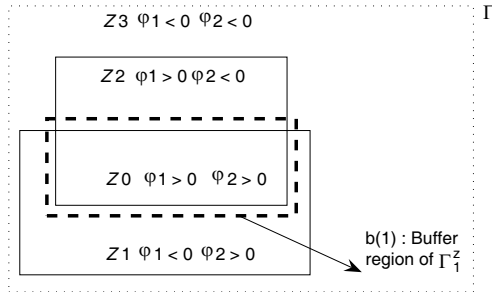 Γ
Z3 φ1<0 φ2<0
Z2 φ1>0 φ2<0
Z0 φ1>0 φ2>0
Z1 φ1<0 φ2>0
b(1) : Buffer
region of Γ₁ᶻ